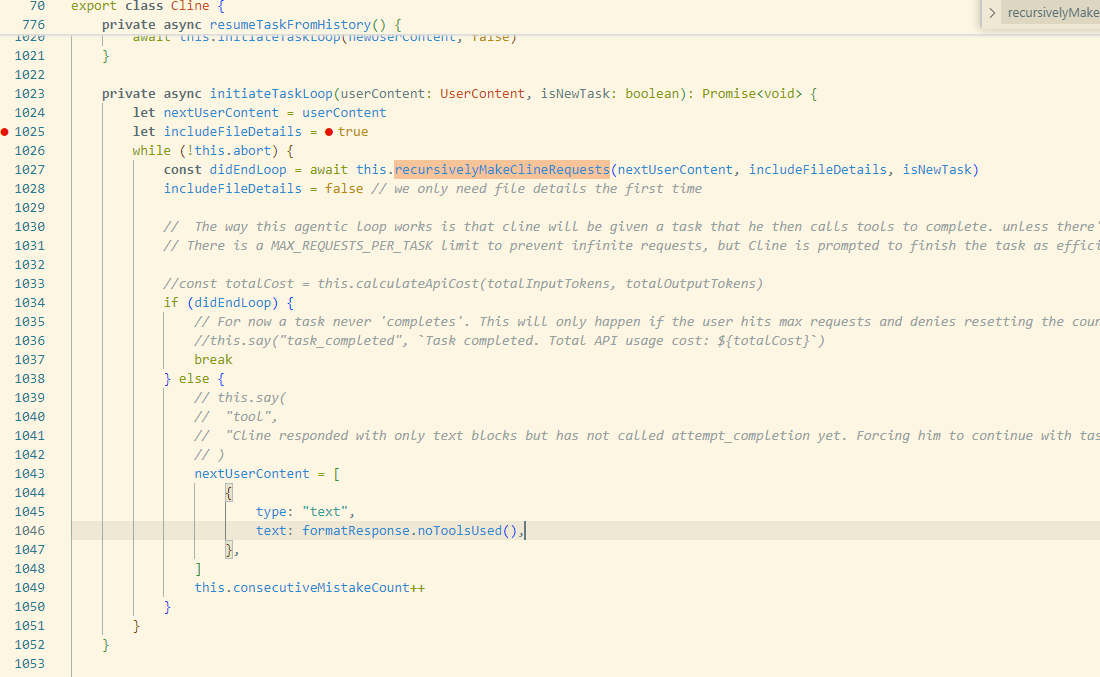 70 export class Cline {
776 private async resumeTaskFromHistory() {
recursivelyMake
1020 await this.initiateTaskLoop(newUserContent, false)
1021 }
1022
1023 private async initiateTaskLoop(userContent: UserContent, isNewTask: boolean): Promise<void> {
1024 let nextUserContent = userContent
1025 let includeFileDetails = true
1026 while (!this.abort) {
1027 const didEndLoop = await this.recursivelyMakeClineRequests(nextUserContent, includeFileDetails, isNewTask)
1028 includeFileDetails = false // we only need file details the first time
1029
1030 //  The way this agentic loop works is that cline will be given a task that he then calls tools to complete. unless there'
1031 // There is a MAX_REQUESTS_PER_TASK limit to prevent infinite requests, but Cline is prompted to finish the task as effici
1032
1033 //const totalCost = this.calculateApiCost(totalInputTokens, totalOutputTokens)
1034 if (didEndLoop) {
1035 // For now a task never 'completes'. This will only happen if the user hits max requests and denies resetting the coun
1036 //this.say("task_completed", `Task completed. Total API usage cost: ${totalCost}`)
1037 break
1038 } else {
1039 // this.say(
1040 //  "tool",
1041 //  "Cline responded with only text blocks but has not called attempt_completion yet. Forcing him to continue with tas
1042 // )
1043 nextUserContent = [
1044 {
1045 type: "text",
1046 text: formatResponse.noToolsUsed(),
1047 },
1048 ]
1049 this.consecutiveMistakeCount++
1050 }
1051 }
1052 }
1053